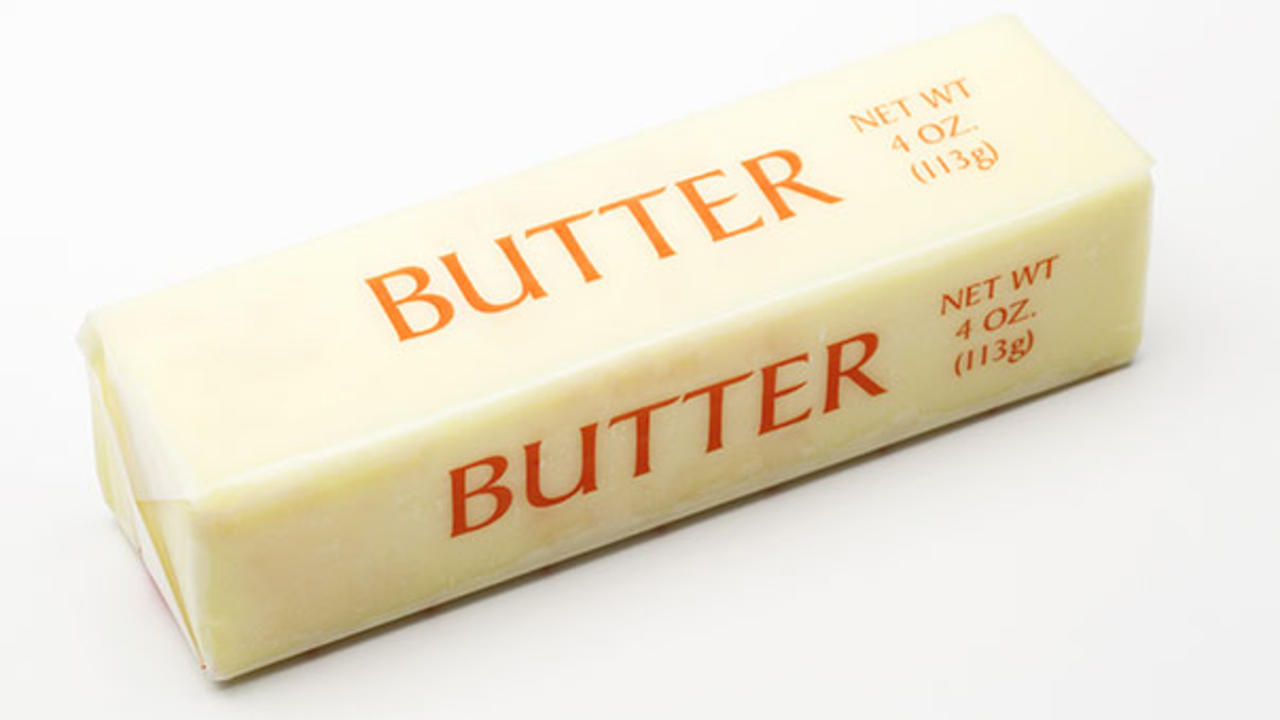 BUTTER
NET WT
4 OZ.
(113g)
BUTTER
NET WT
4 OZ.
(113g)